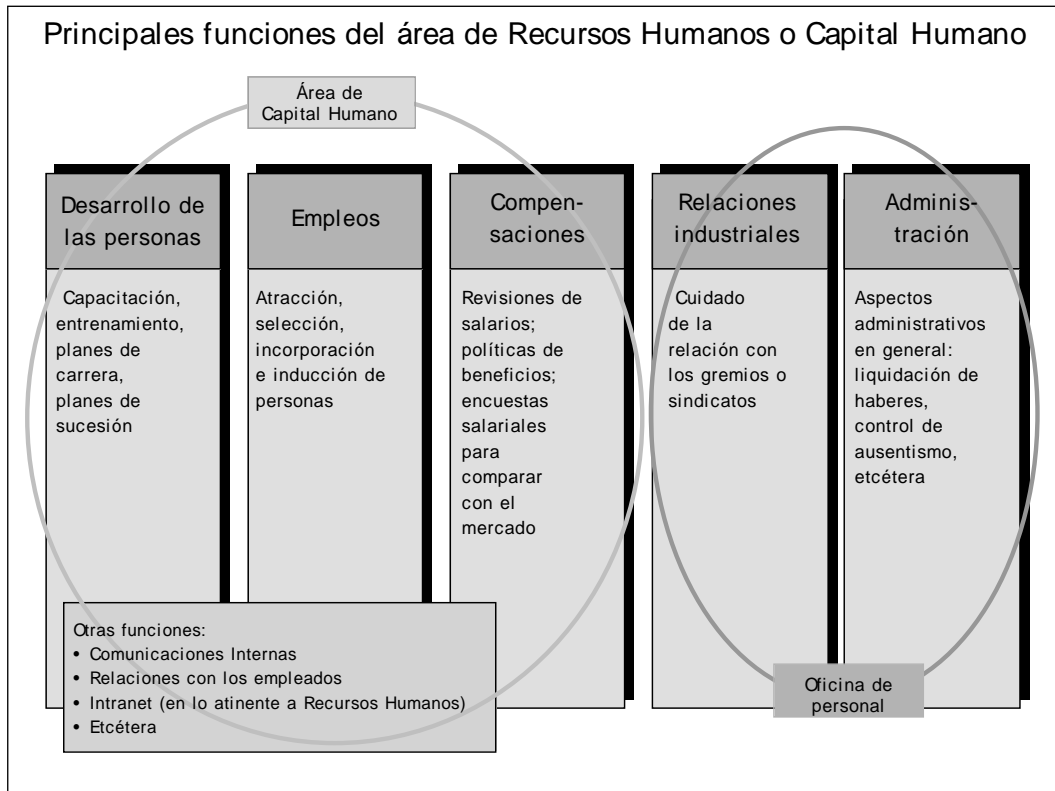 Principales funciones del área de Recursos Humanos o Capital Humano
Área de
Capital Humano
Desarrollo de
las personas
Capacitación,
entrenamiento,
planes de
carrera,
planes de
sucesión
Empleos
Atracción,
selección,
incorporación
e inducción de
personas
Compen-
saciones
Revisiones de
salarios;
políticas de
beneficios;
encuestas
salariales
para
comparar
con el
mercado
Relaciones
industriales
Cuidado
de la
relación con
los gremios o
sindicatos
Adminis-
tración
Aspectos
administrativos
en general:
liquidación de
haberes,
control de
ausentismo,
etcétera
Otras funciones:
• Comunicaciones Internas
• Relaciones con los empleados
• Intranet (en lo atinente a Recursos Humanos)
• Etcétera
Oficina de
personal